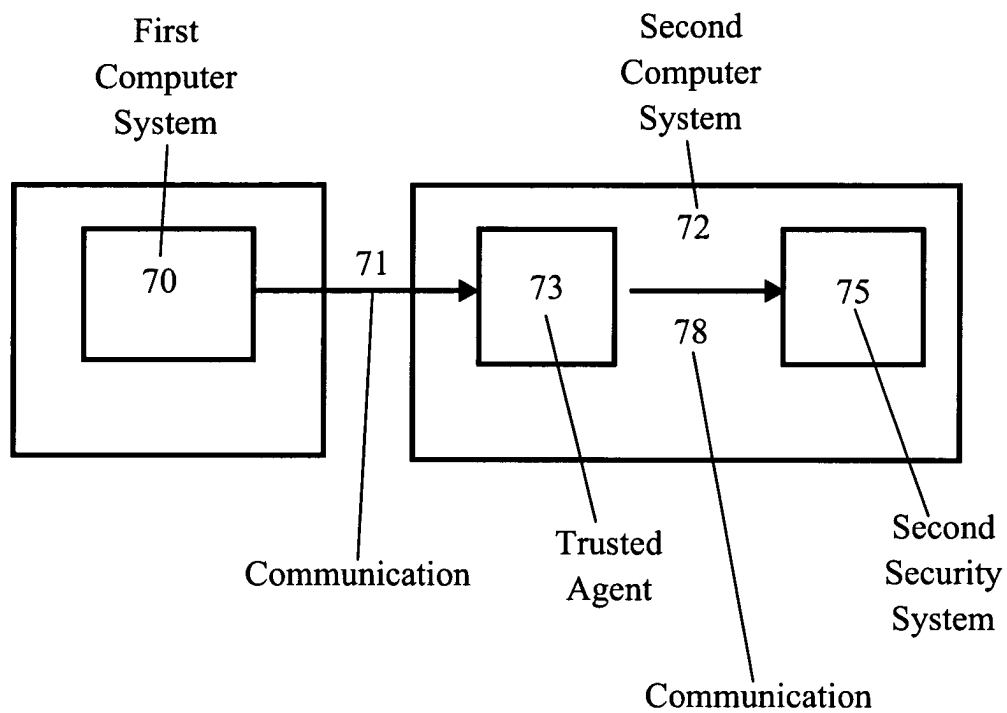 First
Computer
System
Second
Computer
System
70
71
72
73
75
78
Communication
Trusted
Agent
Second
Security
System
Communication